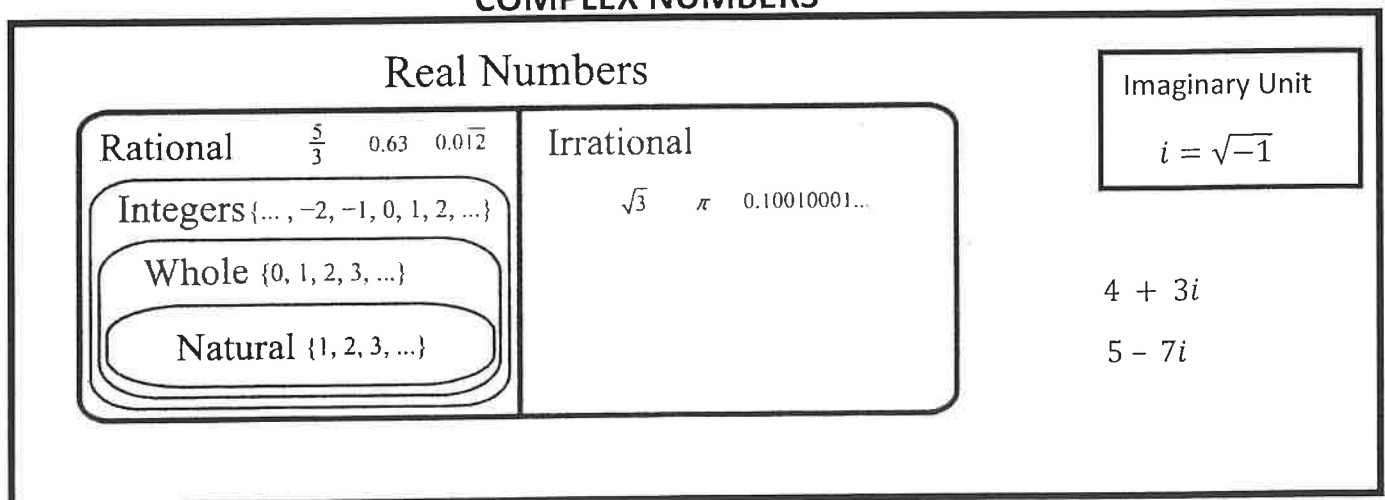 COMPLEX NUMBERS
Real Numbers
Rational 5/3 0.63 0.01̅2̅
Integers {... , −2, −1, 0, 1, 2, ...}
Whole {0, 1, 2, 3, ...}
Natural {1, 2, 3, ...}
Irrational
√3 π 0.10010001...
Imaginary Unit
i = √−1
4 + 3i
5 – 7i